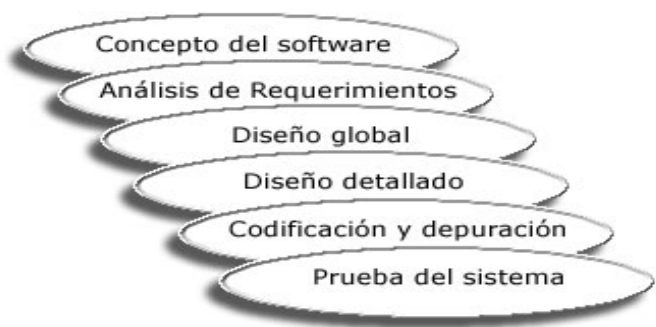 Concepto del software
Análisis de Requerimientos
Diseño global
Diseño detallado
Codificación y depuración
Prueba del sistema